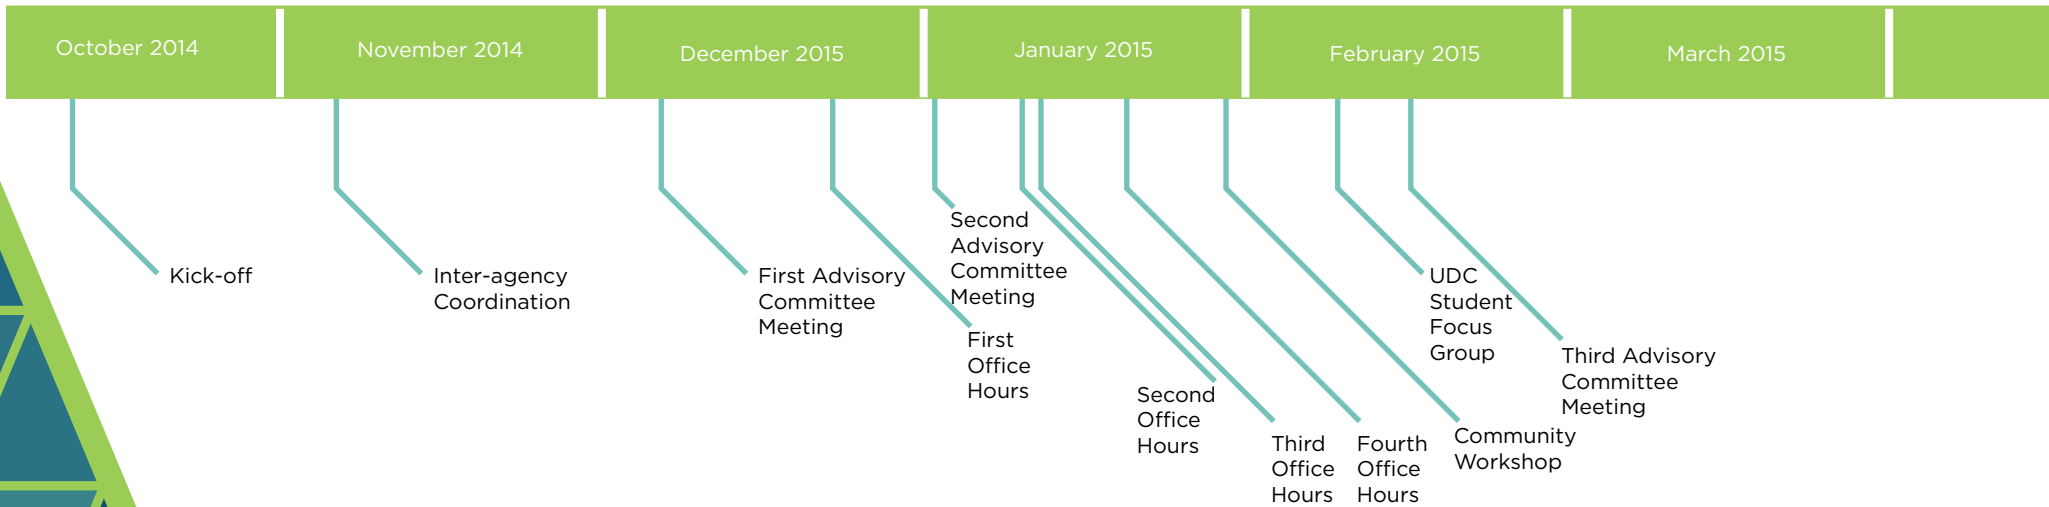 October 2014
November 2014
December 2015
January 2015
February 2015
March 2015
Kick-off
Inter-agency
Coordination
First Advisory
Committee
Meeting
First
Office
Hours
Second
Advisory
Committee
Meeting
Second
Office
Hours
Third
Office
Hours
Fourth
Office
Hours
Community
Workshop
UDC
Student
Focus
Group
Third Advisory
Committee
Meeting